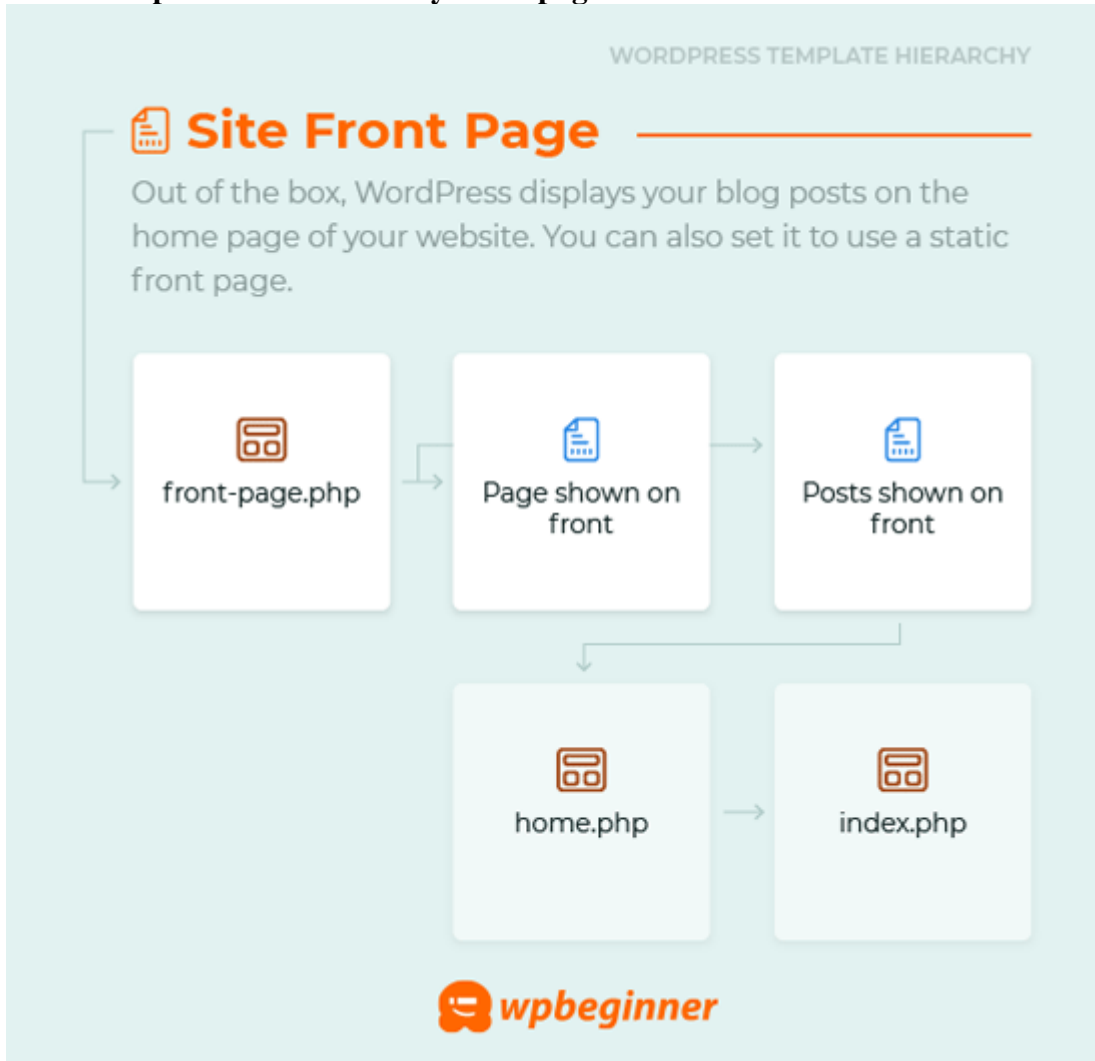 WORDPRESS TEMPLATE HIERARCHY
Site Front Page
Out of the box, WordPress displays your blog posts on the
home page of your website. You can also set it to use a static
front page.
front-page.php
Page shown on
front
Posts shown on
front
home.php
index.php
wpbeginner